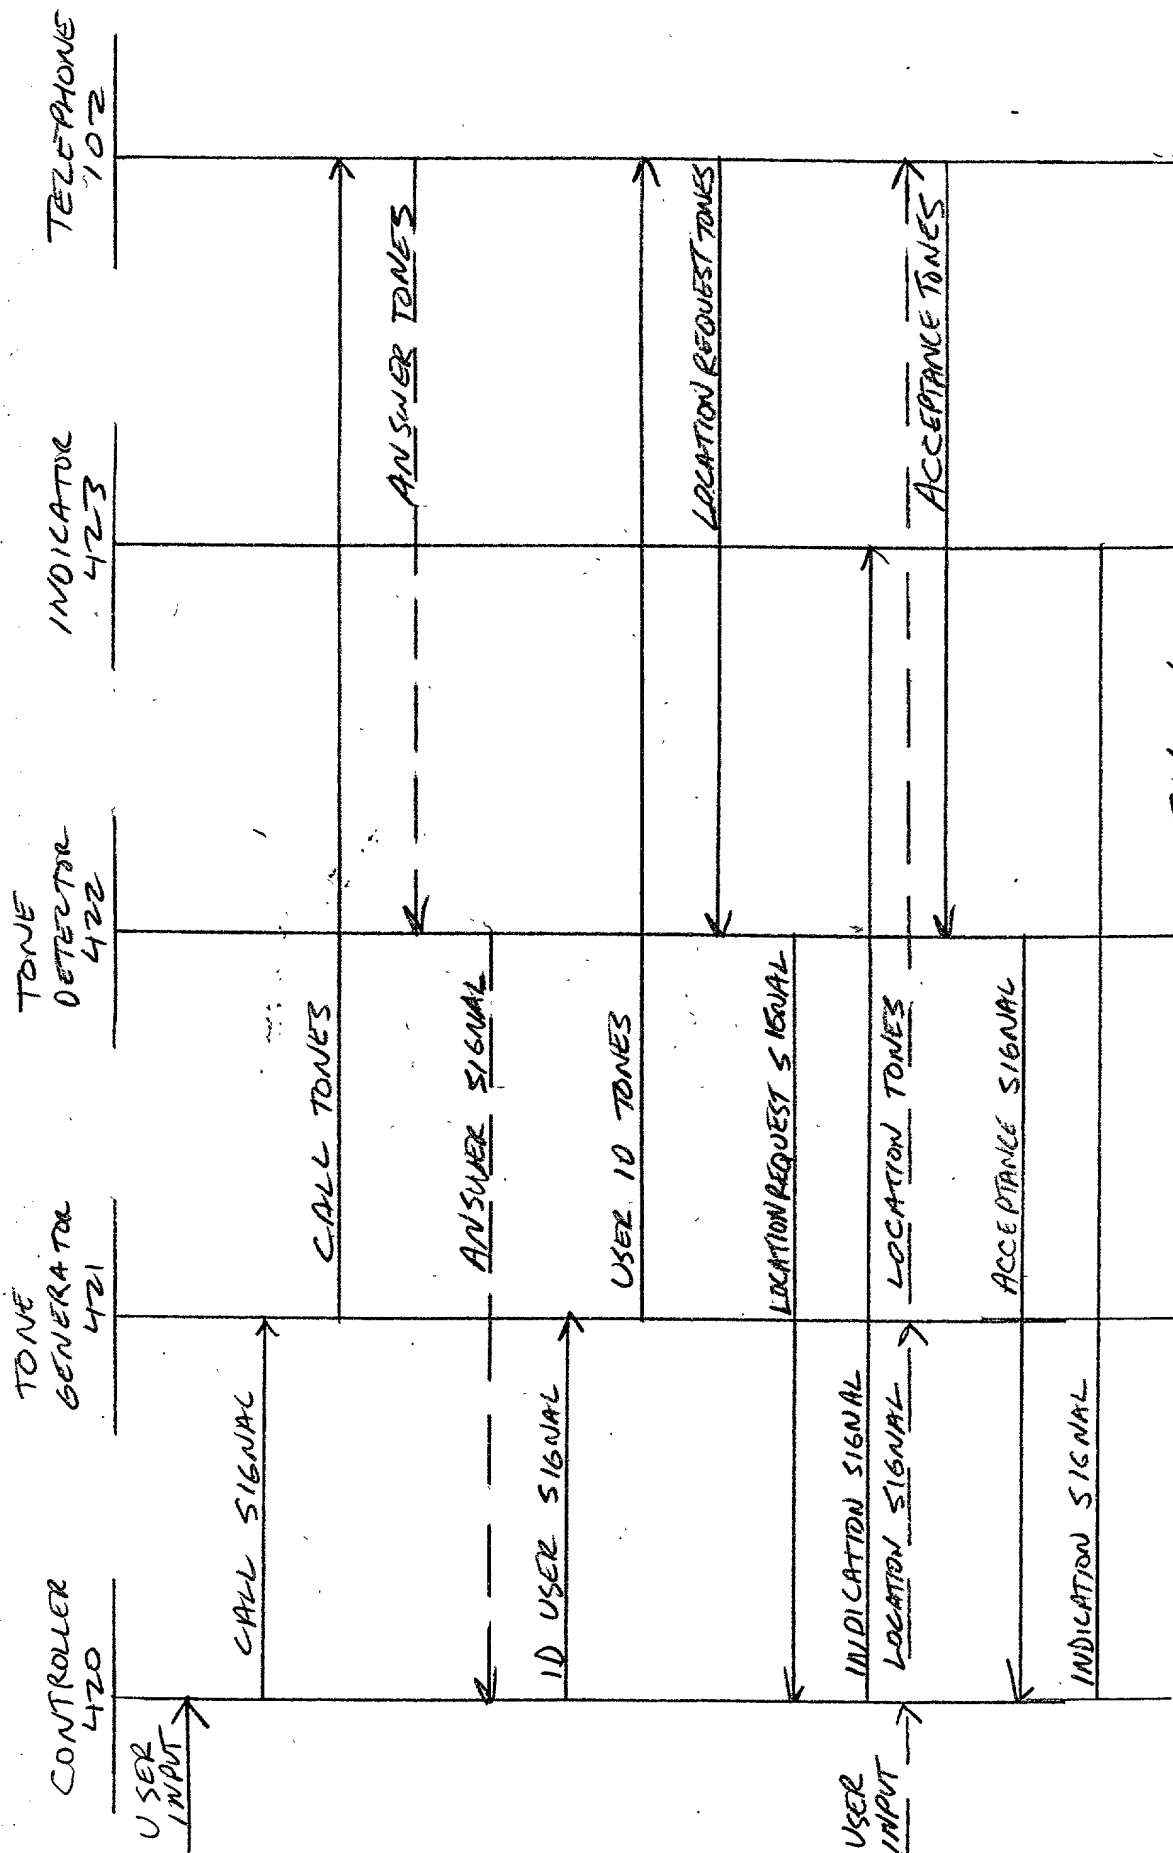 CONTROLLER
420
TONE
GENERATOR
421
TONE
DETECTOR
422
INDICATOR
423
TELEPHONE
102
USER
INPUT
CALL SIGNAL
CALL TONES
ANSWER TONES
ANSWER SIGNAL
ID USER SIGNAL
USER ID TONES
LOCATION REQUEST TONES
LOCATION REQUEST SIGNAL
INDICATION SIGNAL
USER
INPUT
LOCATION SIGNAL
LOCATION TONES
ACCEPTANCE TONES
ACCEPTANCE SIGNAL
INDICATION SIGNAL